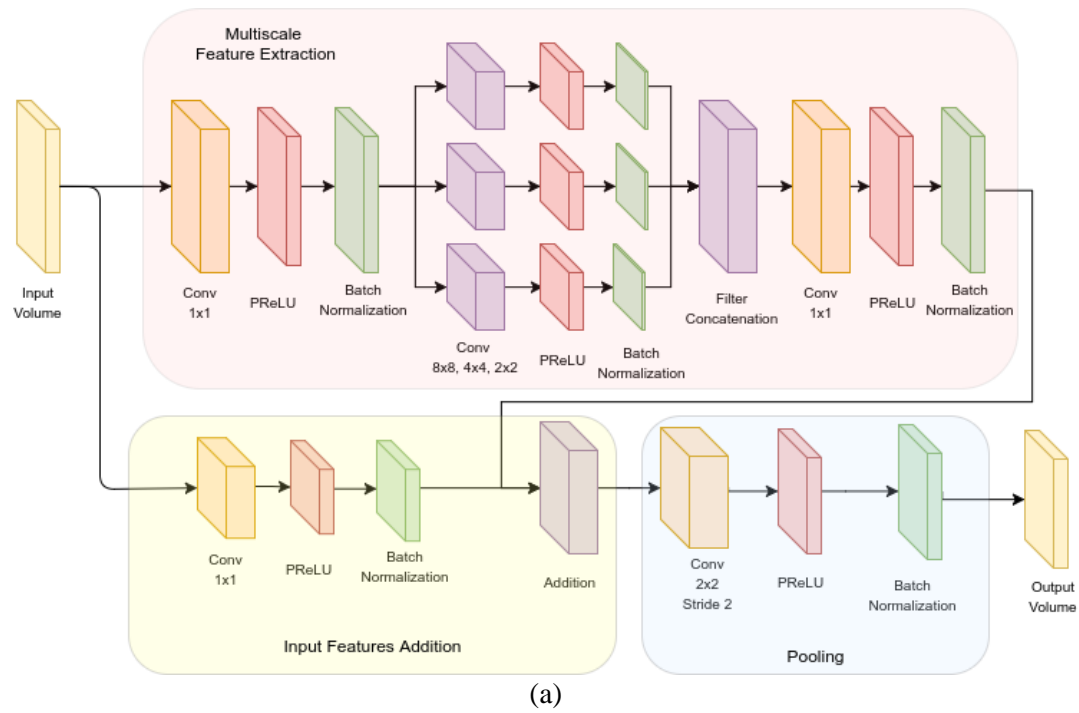 Multiscale
Feature Extraction
Input
Volume
Conv
1x1
PReLU
Batch
Normalization
Conv
8x8, 4x4, 2x2
PReLU
Batch
Normalization
Filter
Concatenation
Conv
1x1
PReLU
Batch
Normalization
Conv
1x1
PReLU
Batch
Normalization
Addition
Input Features Addition
Conv
2x2
Stride 2
PReLU
Batch
Normalization
Pooling
Output
Volume
(a)